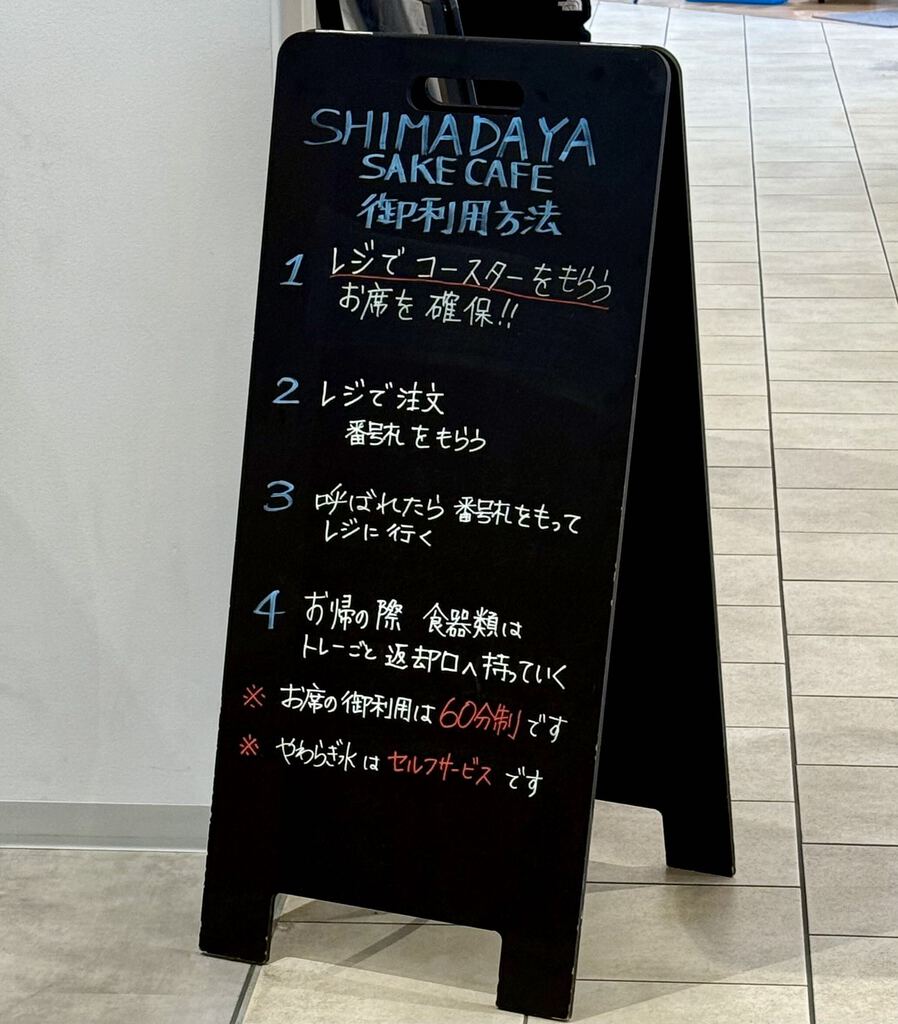 SHIMADAYA
SAKE CAFE
御利用方法
1 レジでコースターをもらう
お席を確保!!
2 レジで注文
番号札をもらう
3 呼ばれたら 番号札をもって
レジに行く
4 お帰の際 食器類は
トレーごと返却口へ持っていく
※ お席の御利用は60分制です
※ やわらぎ水はセルフサービスです